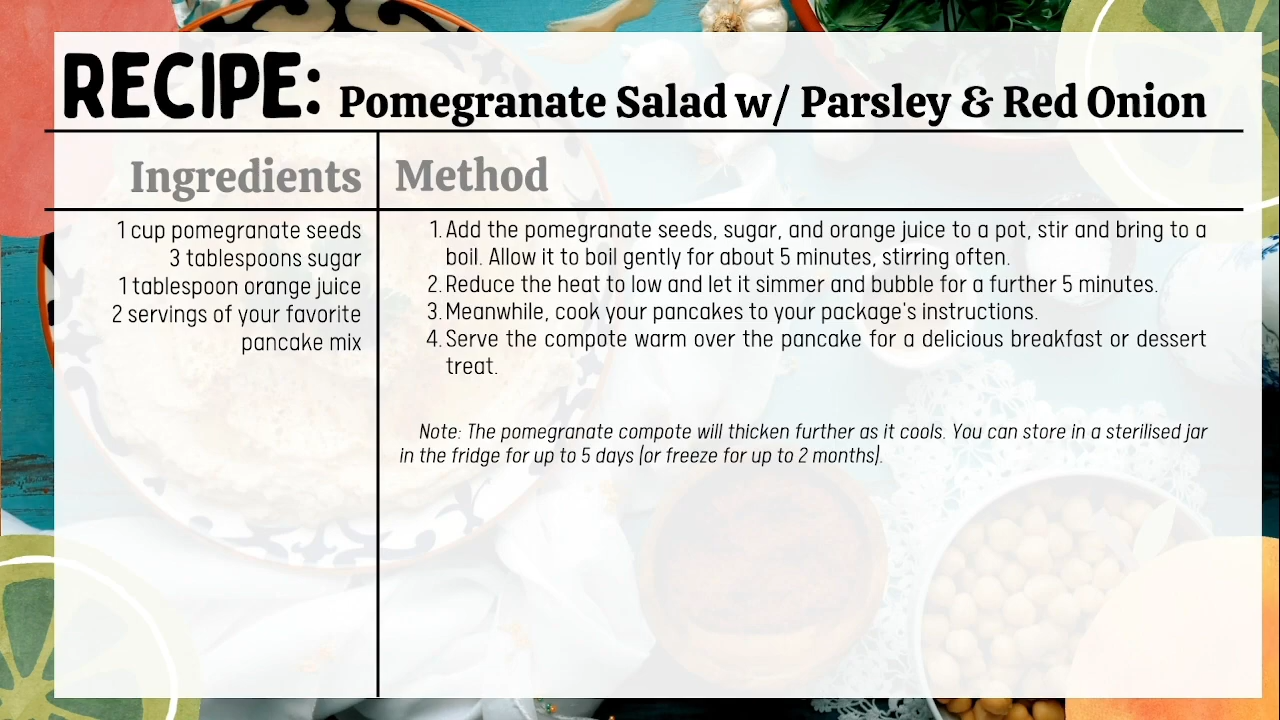 RECIPE: Pomegranate Salad w/ Parsley & Red Onion
Ingredients
1 cup pomegranate seeds
3 tablespoons sugar
1 tablespoon orange juice
2 servings of your favorite
pancake mix
Method
1. Add the pomegranate seeds, sugar, and orange juice to a pot, stir and bring to a
boil. Allow it to boil gently for about 5 minutes, stirring often.
2. Reduce the heat to low and let it simmer and bubble for a further 5 minutes.
3. Meanwhile, cook your pancakes to your package's instructions.
4. Serve the compote warm over the pancake for a delicious breakfast or dessert
treat.
Note: The pomegranate compote will thicken further as it cools. You can store in a sterilised jar
in the fridge for up to 5 days (or freeze for up to 2 months).